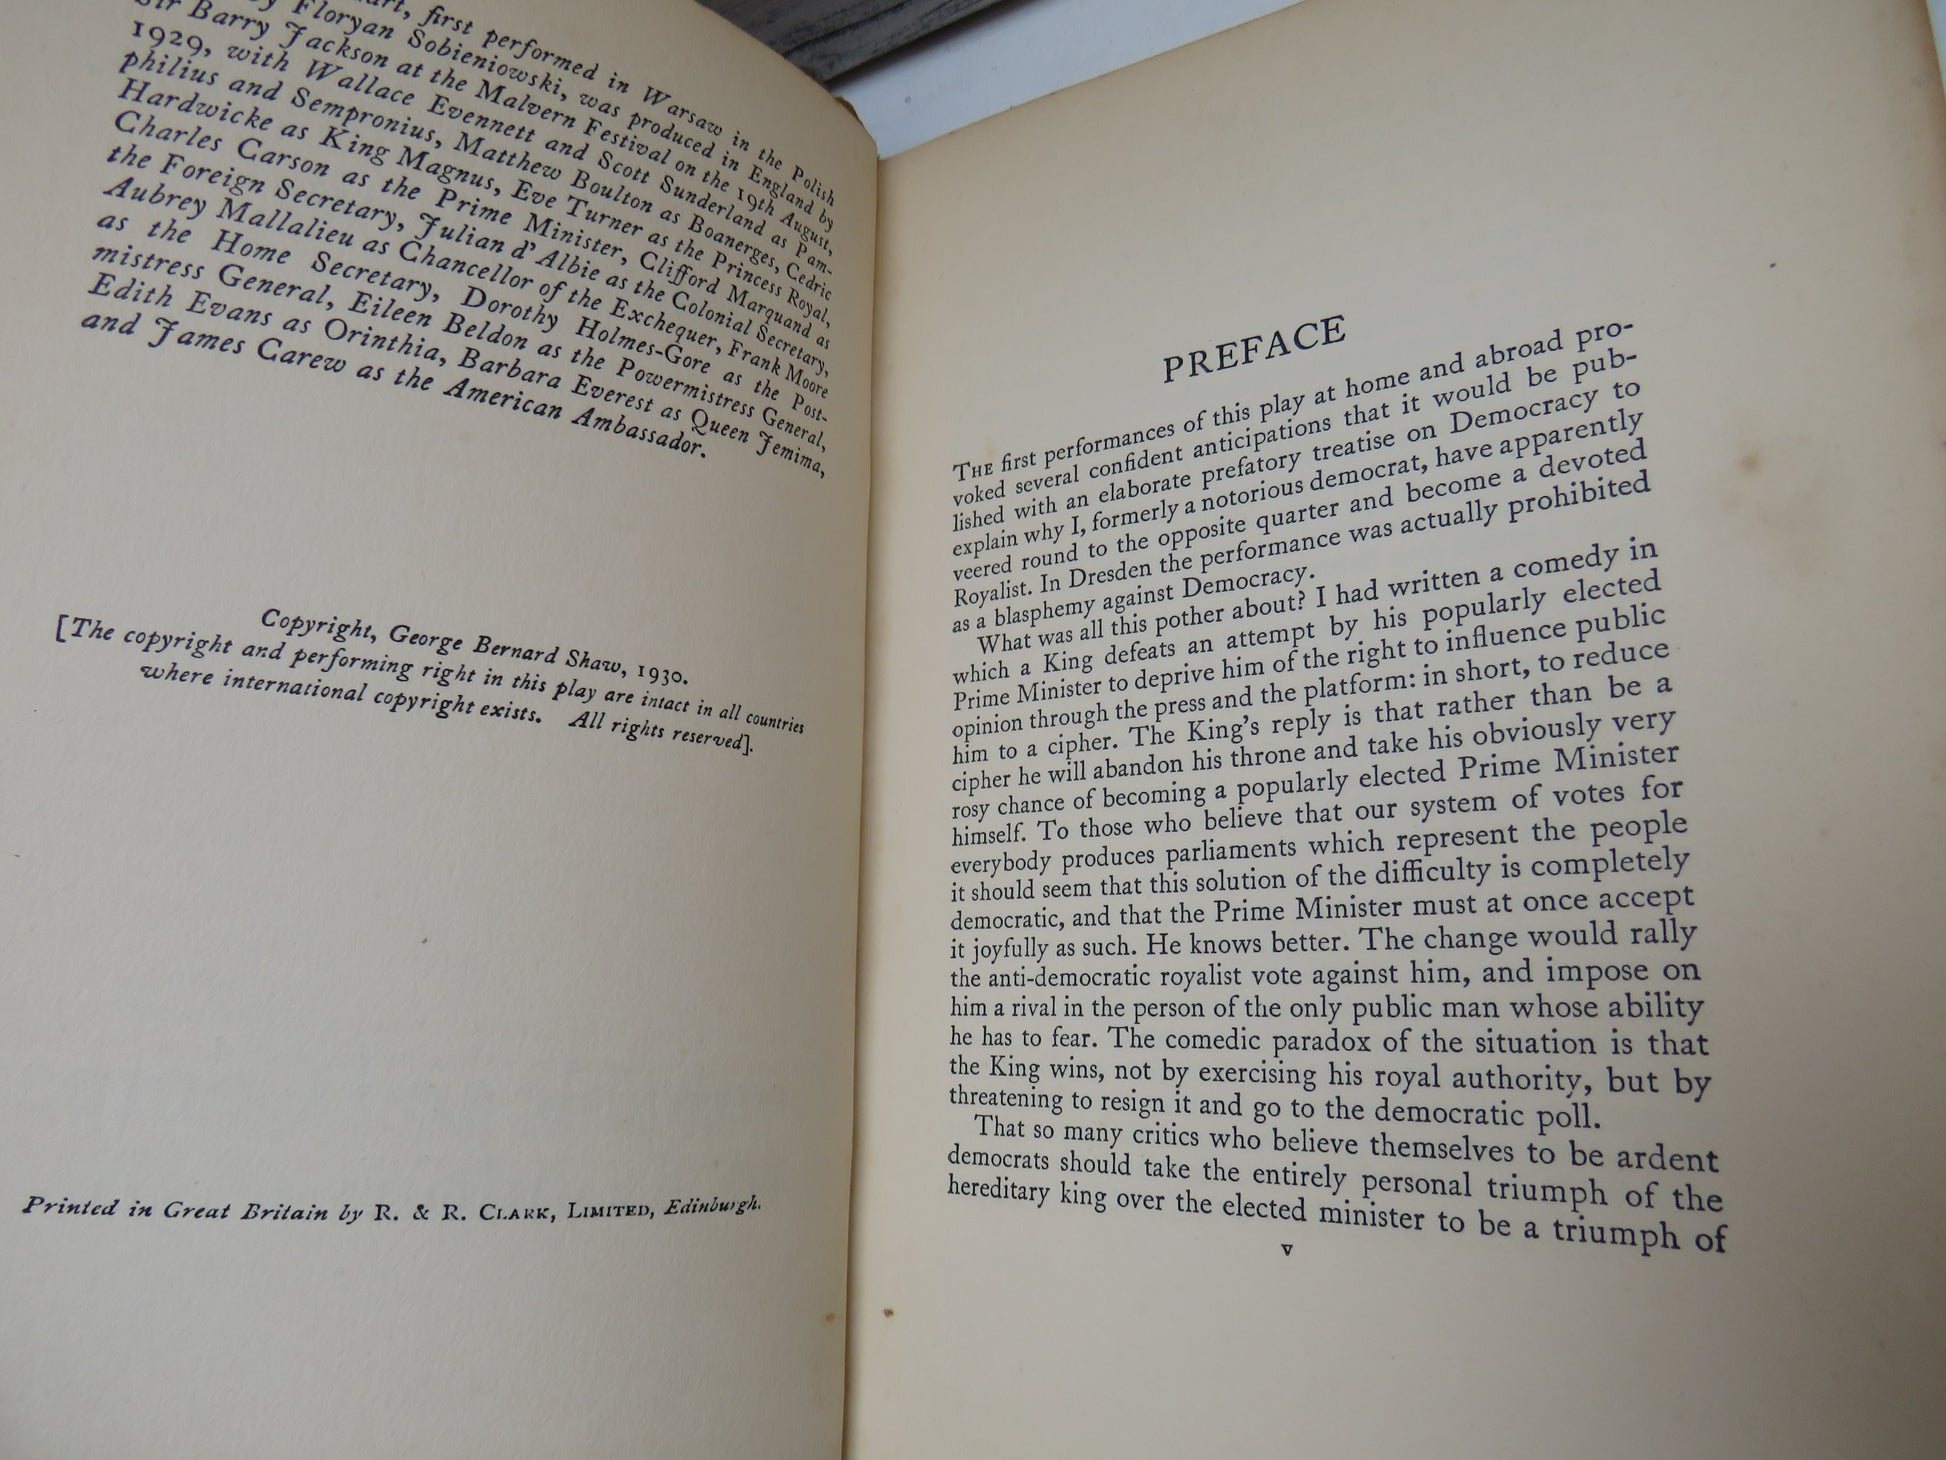 first performed in Warsaw in the Polish
by Floryan Sobieniowski, was produced in England by
Sir Barry Jackson at the Malvern Festival on the 19th August,
1929, with Wallace Evennett and Scott Sunderland as Pam-
philius and Sempronius, Matthew Boulton as Boanerges, Cedric
Hardwicke as King Magnus, Eve Turner as the Princess Royal,
Charles Carson as the Prime Minister, Clifford Marquand as
the Foreign Secretary, Julian d'Albie as the Colonial Secretary,
Aubrey Mallalieu as Chancellor of the Exchequer, Frank Moore
as the Home Secretary, Dorothy Holmes-Gore as the Post-
mistress General, Eileen Beldon as the Powermistress General,
Edith Evans as Orinthia, Barbara Everest as Queen Jemima,
and James Carew as the American Ambassador.
Copyright, George Bernard Shaw, 1930.
[The copyright and performing right in this play are intact in all countries
where international copyright exists. All rights reserved].
Printed in Great Britain by R. & R. CLARK, LIMITED, Edinburgh.
PREFACE
THE first performances of this play at home and abroad pro-
voked several confident anticipations that it would be pub-
lished with an elaborate prefatory treatise on Democracy to
explain why I, formerly a notorious democrat, have apparently
veered round to the opposite quarter and become a devoted
Royalist. In Dresden the performance was actually prohibited
as a blasphemy against Democracy.
What was all this pother about? I had written a comedy in
which a King defeats an attempt by his popularly elected
Prime Minister to deprive him of the right to influence public
opinion through the press and the platform: in short, to reduce
him to a cipher. The King's reply is that rather than be a
cipher he will abandon his throne and take his obviously very
rosy chance of becoming a popularly elected Prime Minister
himself. To those who believe that our system of votes for
everybody produces parliaments which represent the people
it should seem that this solution of the difficulty is completely
democratic, and that the Prime Minister must at once accept
it joyfully as such. He knows better. The change would rally
the anti-democratic royalist vote against him, and impose on
him a rival in the person of the only public man whose ability
he has to fear. The comedic paradox of the situation is that
the King wins, not by exercising his royal authority, but by
threatening to resign it and go to the democratic poll.
That so many critics who believe themselves to be ardent
democrats should take the entirely personal triumph of the
hereditary king over the elected minister to be a triumph of
v